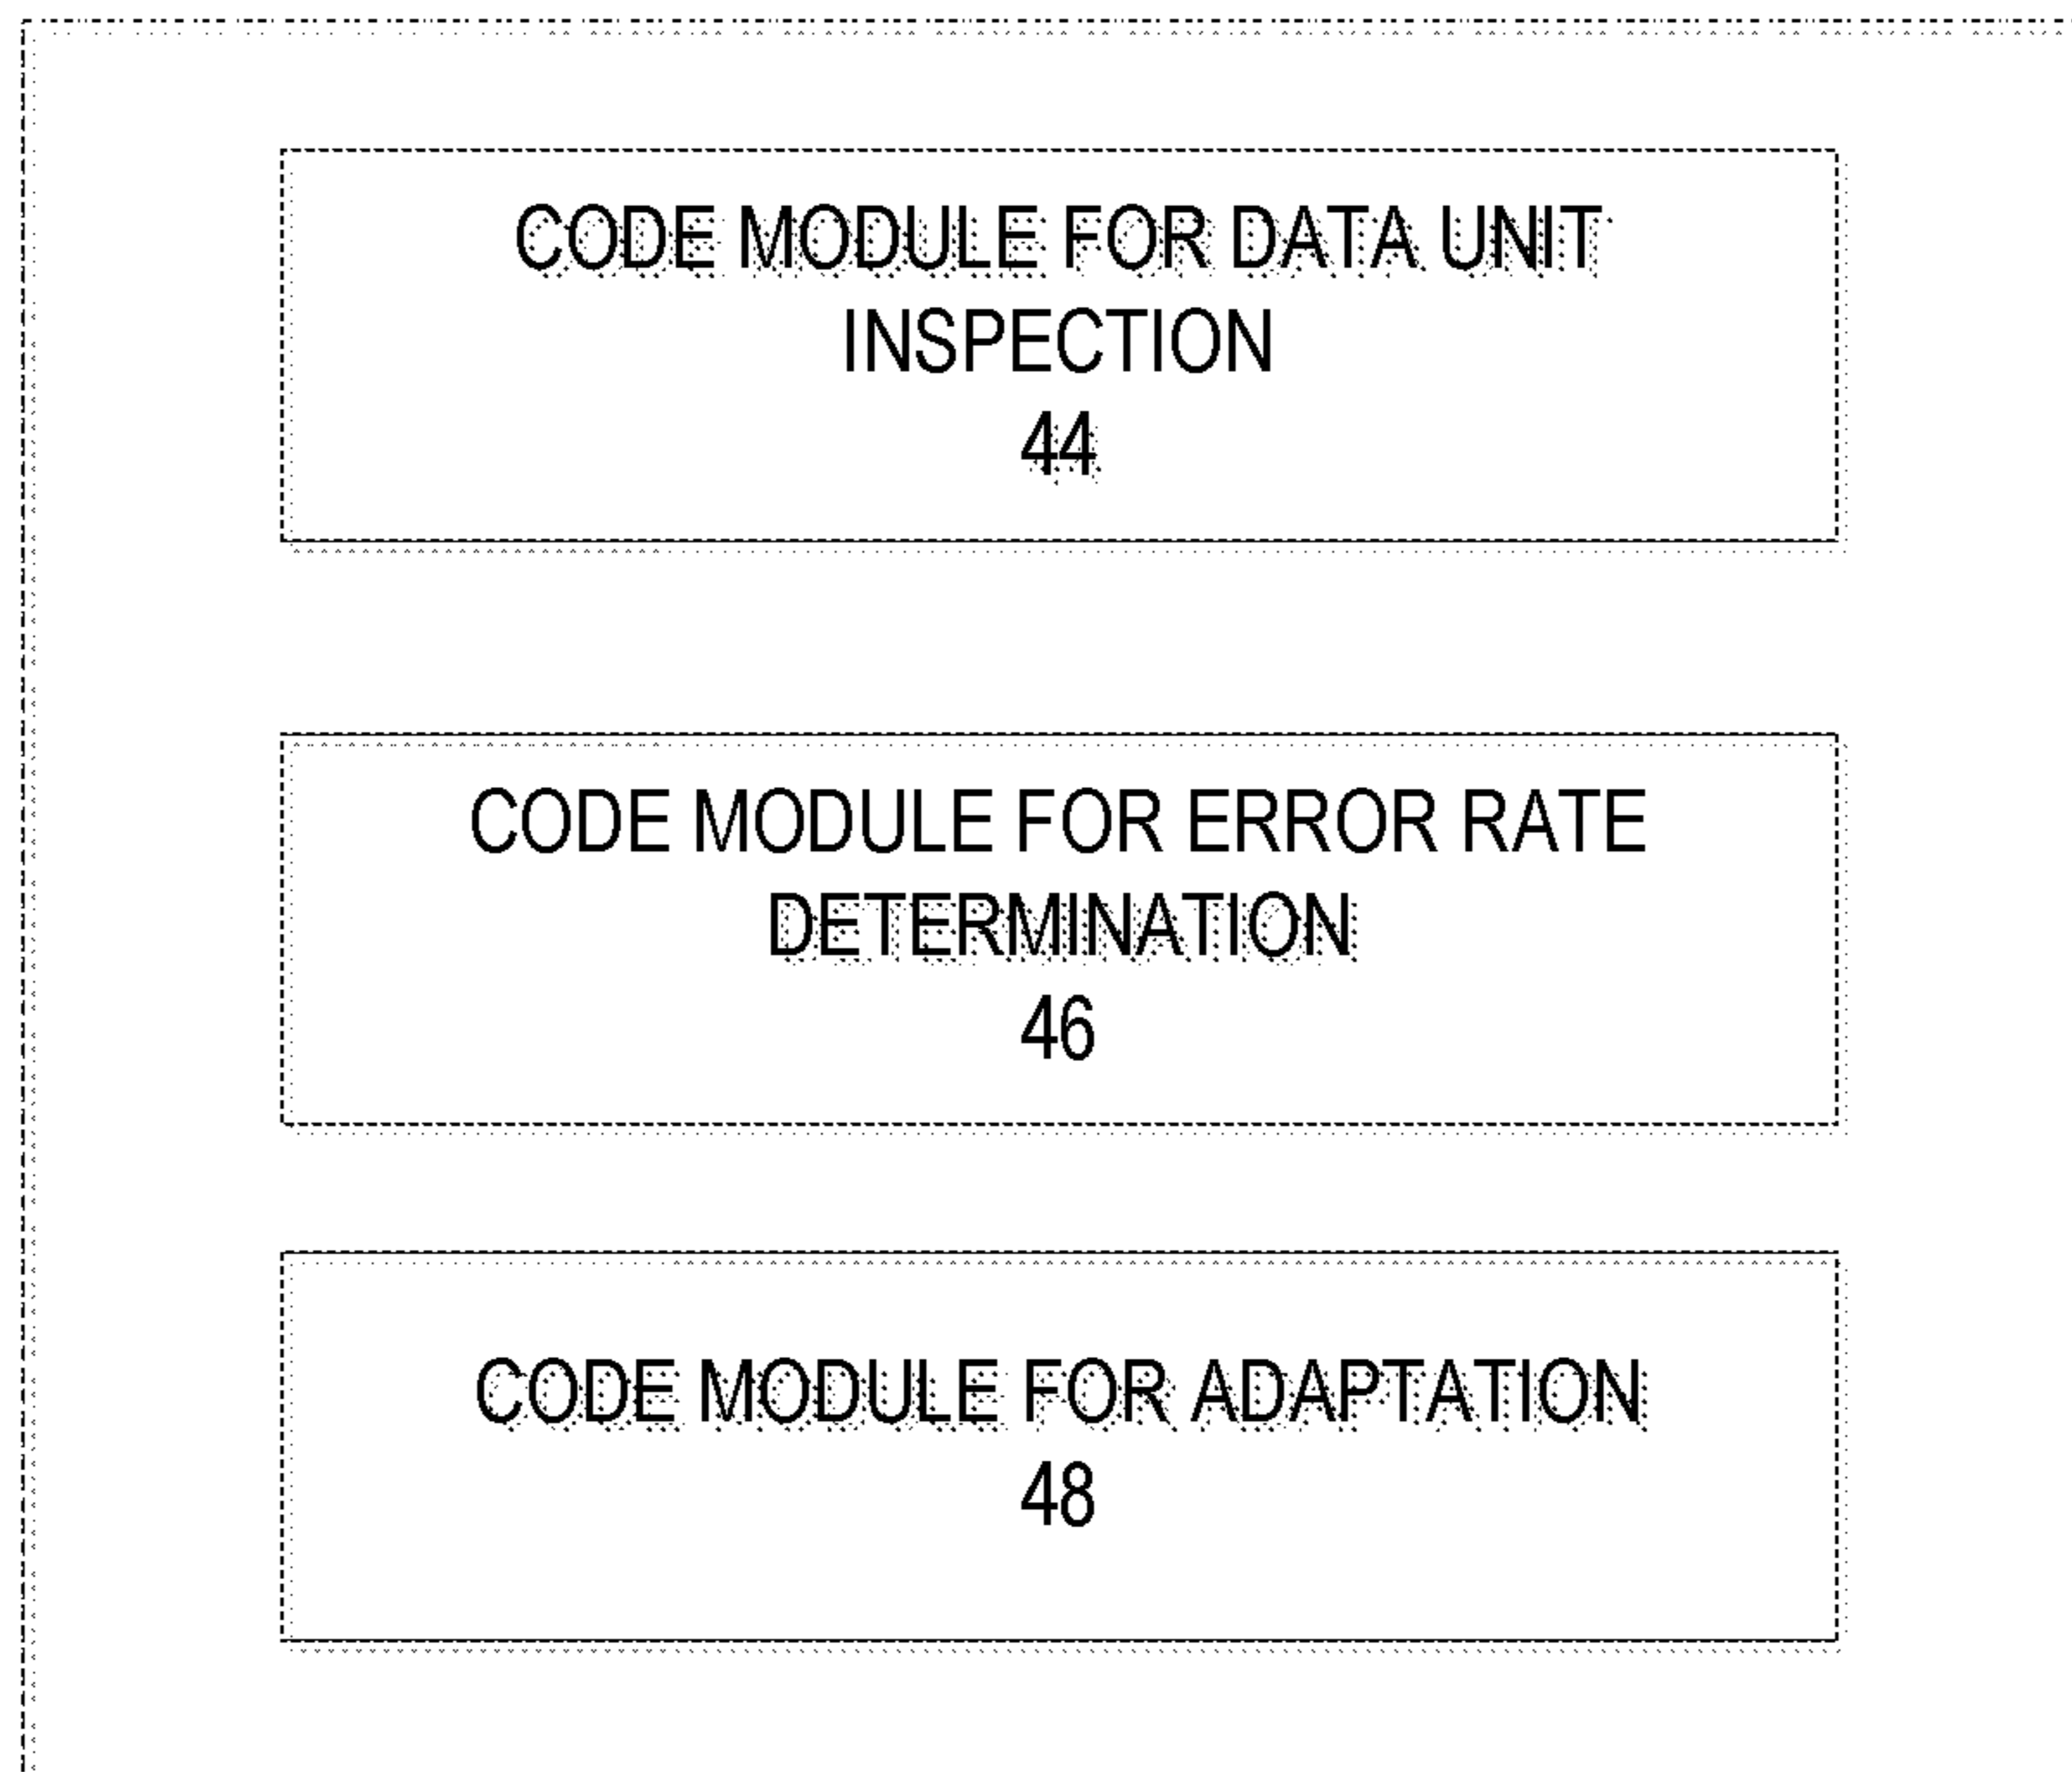 CODE MODULE FOR DATA UNIT
INSPECTION
44
CODE MODULE FOR ERROR RATE
DETERMINATION
46
CODE MODULE FOR ADAPTATION
48